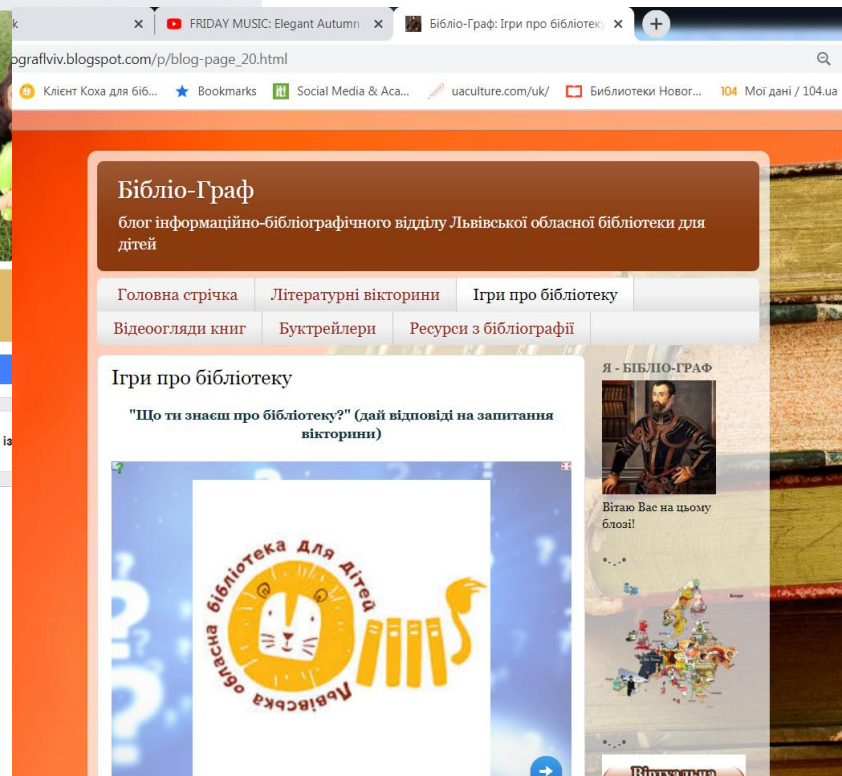 k
FRIDAY MUSIC: Elegant Autumn
Бібліо-Граф: Ігри про бібліотеку
ografiviv.blogspot.com/p/blog-page_20.html
Клієнт Коха для біб...
Bookmarks
it!
Social Media & Aca...
uaculture.com/uk/
Библиотеки Новог...
104 Мої дані / 104.ua
із
Бібліо-Граф
блог інформаційно-бібліографічного відділу Львівської обласної бібліотеки для
дітей
Головна стрічка Літературні вікторини Ігри про бібліотеку
Відеоогляди книг Буктрейлери Ресурси з бібліографії
Ігри про бібліотеку
"Що ти знаєш про бібліотеку?" (дай відповіді на запитання
вікторини)
Львівська обласна бібліотека для дітей
Я - БІБЛІО-ГРАФ
Вітаю Вас на цьому
блозі!
Віртуальна